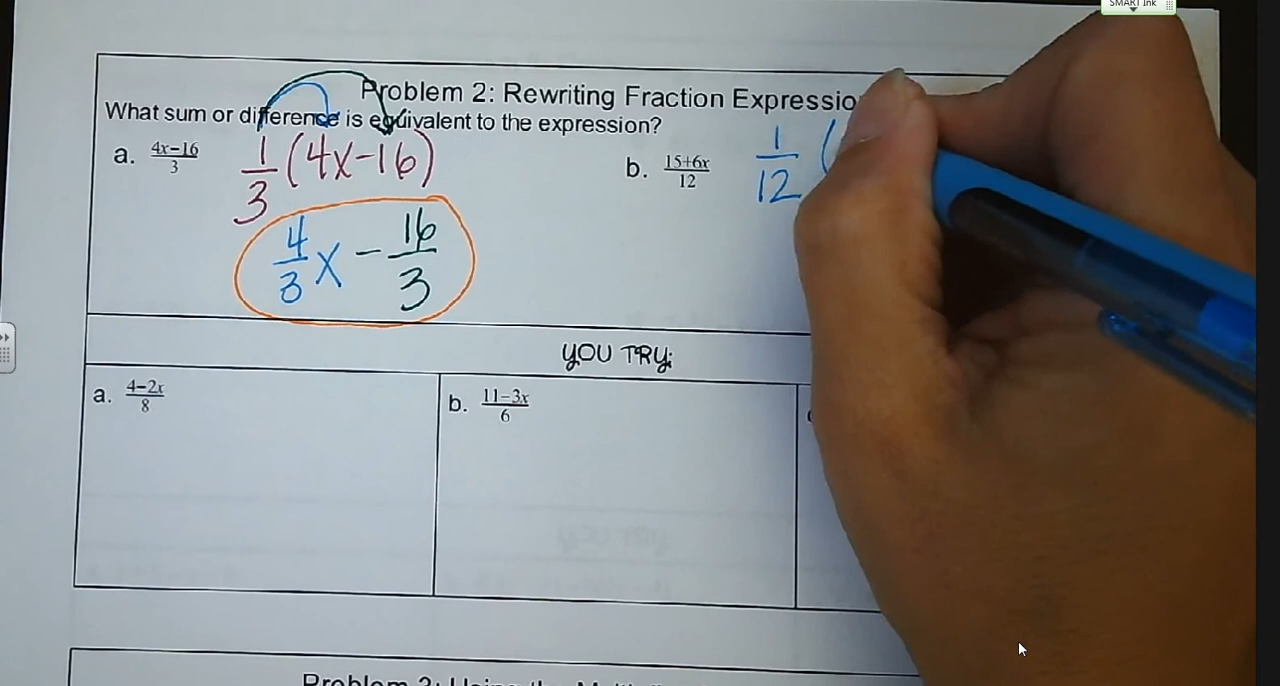 SMART Ink
Problem 2: Rewriting Fraction Expressio
What sum or difference is equivalent to the expression?
a. 4x−16/3 1/3(4x-16)
4/3x - 16/3
b. 15+6x/12 1/12(
YOU TRY:
a. 4−2x/8
b. 11−3x/6